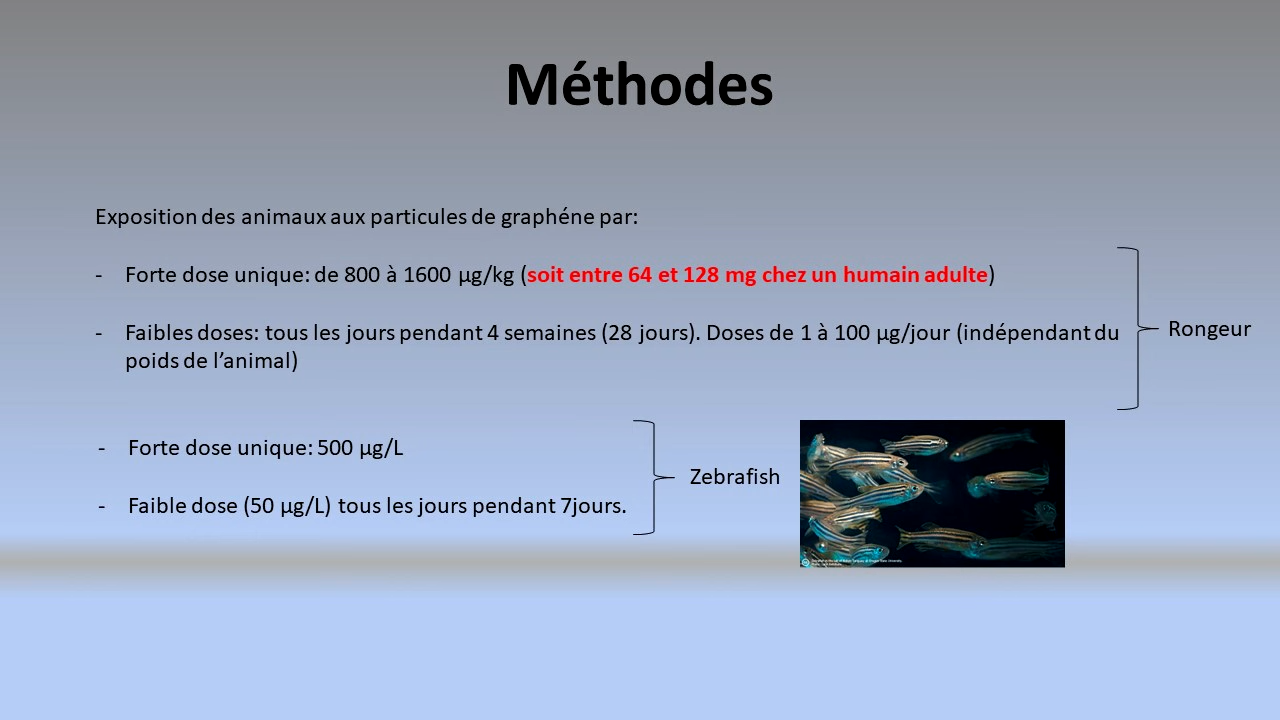 Méthodes
Exposition des animaux aux particules de graphéne par:
- Forte dose unique: de 800 à 1600 µg/kg (soit entre 64 et 128 mg chez un humain adulte)
- Faibles doses: tous les jours pendant 4 semaines (28 jours). Doses de 1 à 100 µg/jour (indépendant du
poids de l’animal)
Rongeur
- Forte dose unique: 500 µg/L
- Faible dose (50 µg/L) tous les jours pendant 7jours.
Zebrafish